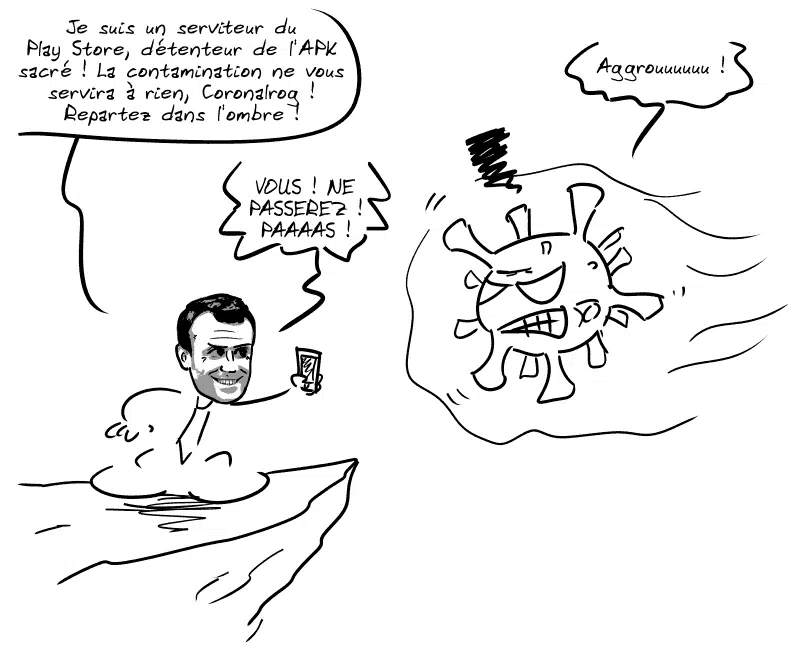 Je suis un serviteur du
Play Store, détenteur de l'APK
sacré ! La contamination ne vous
servira à rien, Coronalrog !
Repartez dans l'ombre !
VOUS ! NE
PASSEREZ !
PAAAAS !
Aggrouuuuuu !